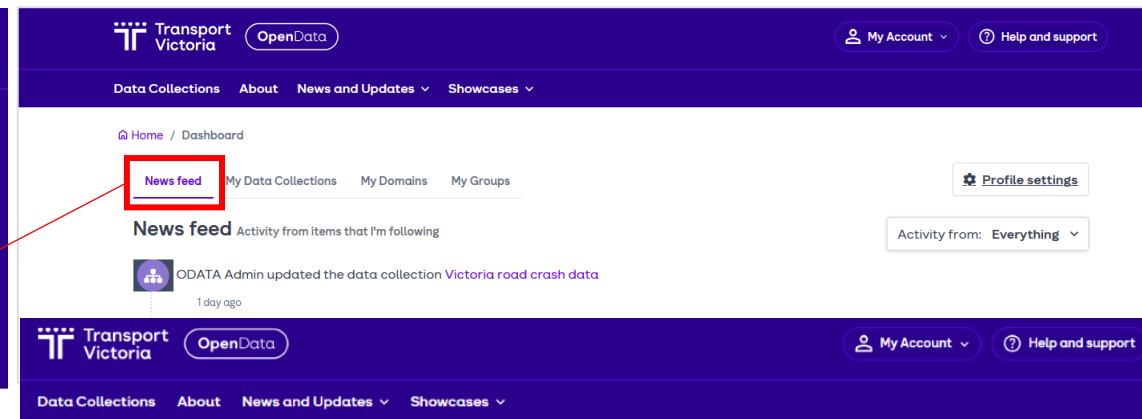 Transport
Victoria
OpenData
My Account
Help and support
Data Collections About News and Updates Showcases
Home / Dashboard
News feed My Data Collections My Domains My Groups
Profile settings
News feed Activity from items that I'm following
Activity from: Everything
ODATA Admin updated the data collection Victoria road crash data
1 day ago
Transport
Victoria
OpenData
My Account
Help and support
Data Collections About News and Updates Showcases